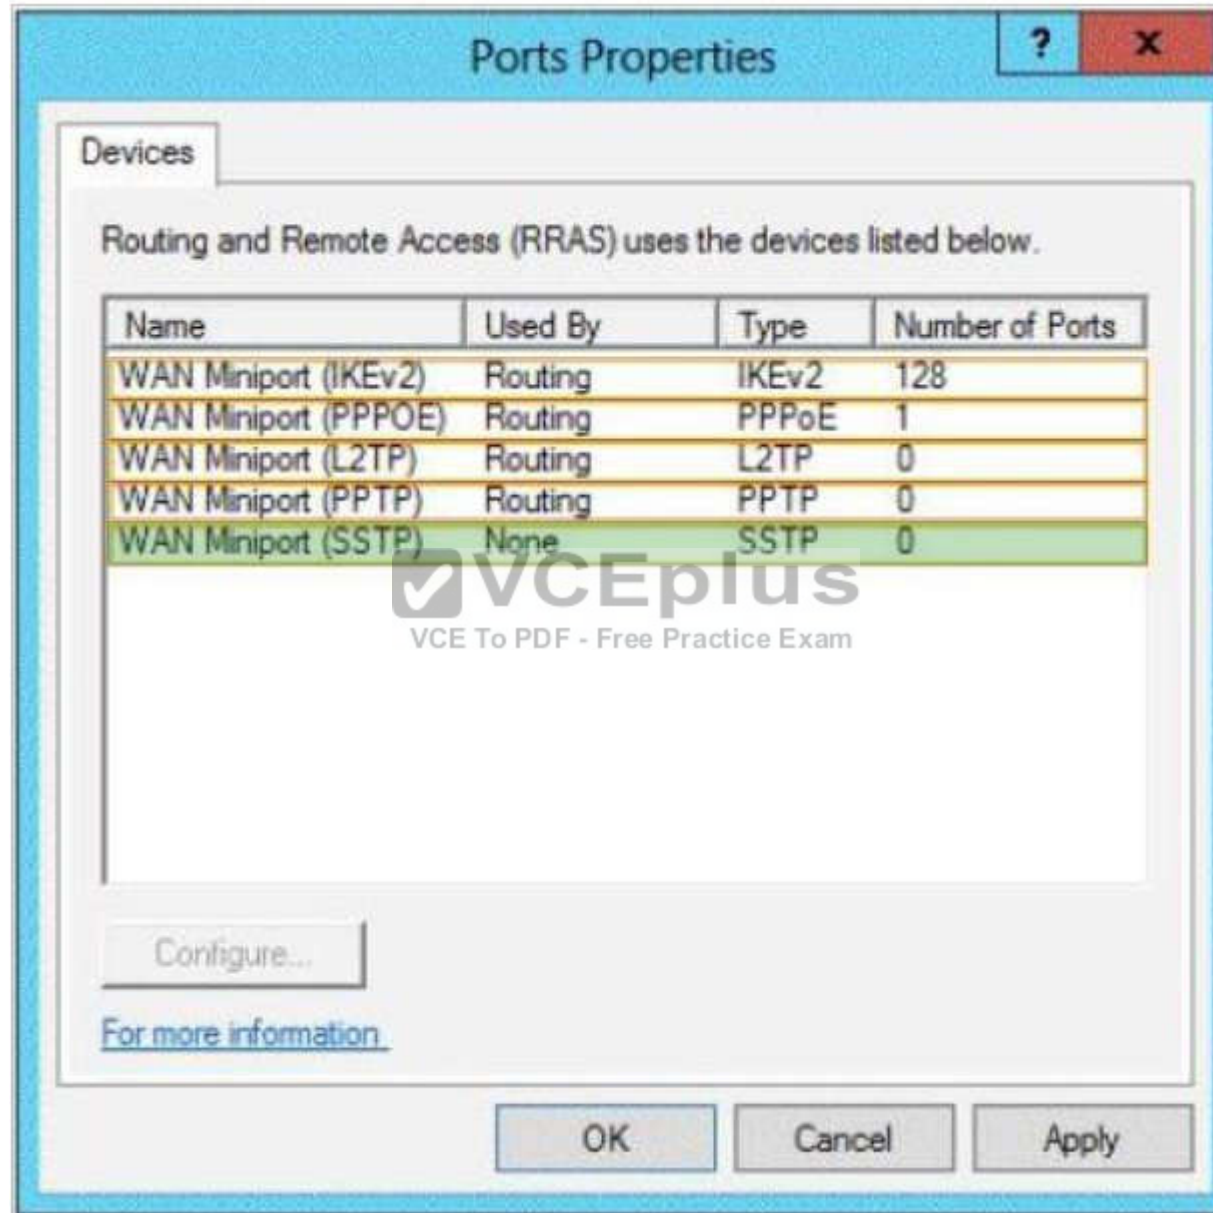 Ports Properties
?
x
Devices
Routing and Remote Access (RRAS) uses the devices listed below.
Name Used By Type Number of Ports
WAN Miniport (IKEv2) Routing IKEv2 128
WAN Miniport (PPPOE) Routing PPPoE 1
WAN Miniport (L2TP) Routing L2TP 0
WAN Miniport (PPTP) Routing PPTP 0
WAN Miniport (SSTP) None SSTP 0
VCEplus
VCE To PDF - Free Practice Exam
Configure...
For more information
OK Cancel Apply